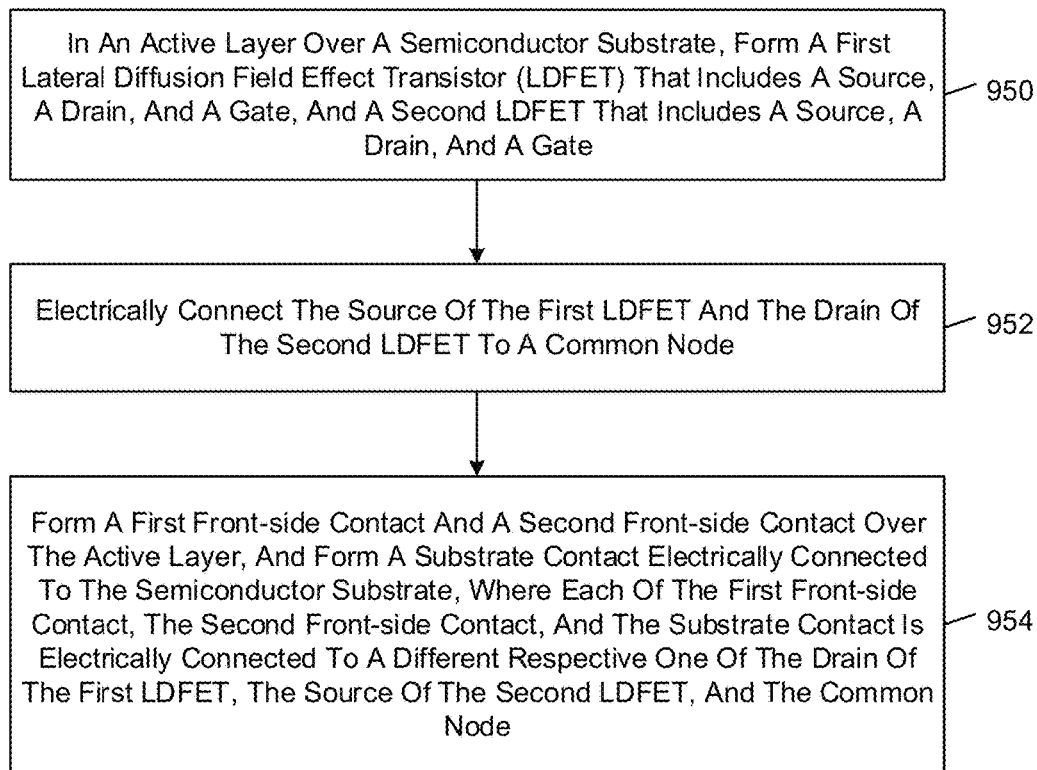 In An Active Layer Over A Semiconductor Substrate, Form A First
Lateral Diffusion Field Effect Transistor (LDFET) That Includes A Source,
A Drain, And A Gate, And A Second LDFET That Includes A Source, A
Drain, And A Gate
950
Electrically Connect The Source Of The First LDFET And The Drain Of
The Second LDFET To A Common Node
952
Form A First Front-side Contact And A Second Front-side Contact Over
The Active Layer, And Form A Substrate Contact Electrically Connected
To The Semiconductor Substrate, Where Each Of The First Front-side
Contact, The Second Front-side Contact, And The Substrate Contact Is
Electrically Connected To A Different Respective One Of The Drain Of
The First LDFET, The Source Of The Second LDFET, And The Common
Node
954